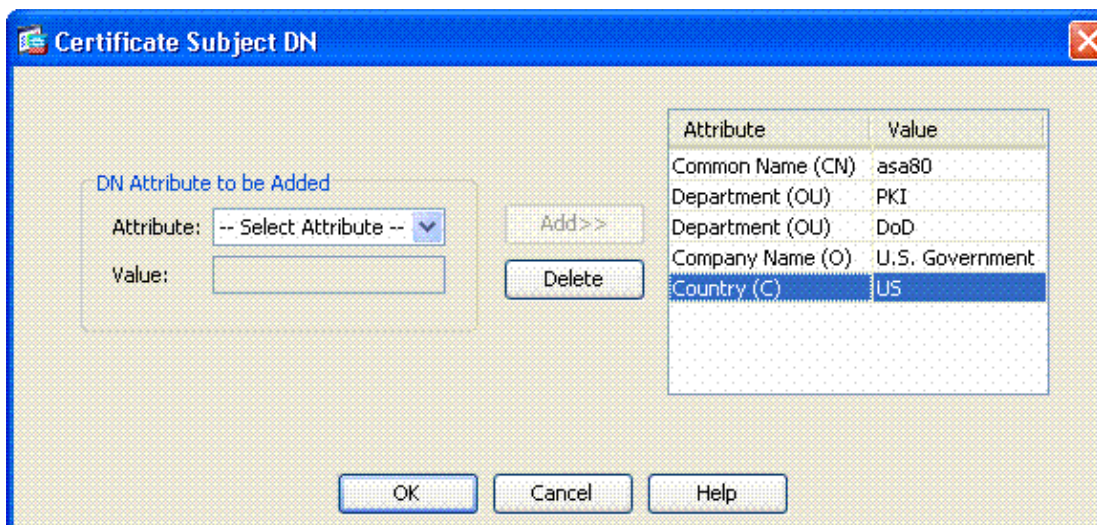 Certificate Subject DN
DN Attribute to be Added
Attribute: -- Select Attribute --
Value:
Add>>
Delete
Attribute Value
Common Name (CN) asa80
Department (OU) PKI
Department (OU) DoD
Company Name (O) U.S. Government
Country (C) US
OK Cancel Help